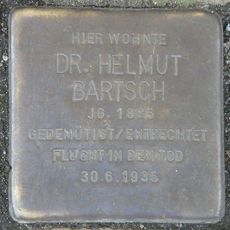 HIER WOHNTE
DR. HELMUT
BARTSCH
JG.
GEDEMÜTIGT/ENTRECHTET
FLUCHT IN DEN TOD
30.6.1935